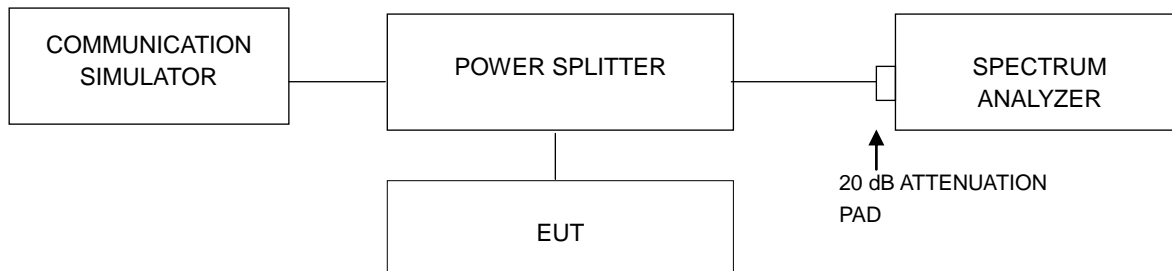 COMMUNICATION
SIMULATOR
POWER SPLITTER
SPECTRUM
ANALYZER
20 dB ATTENUATION
PAD
EUT